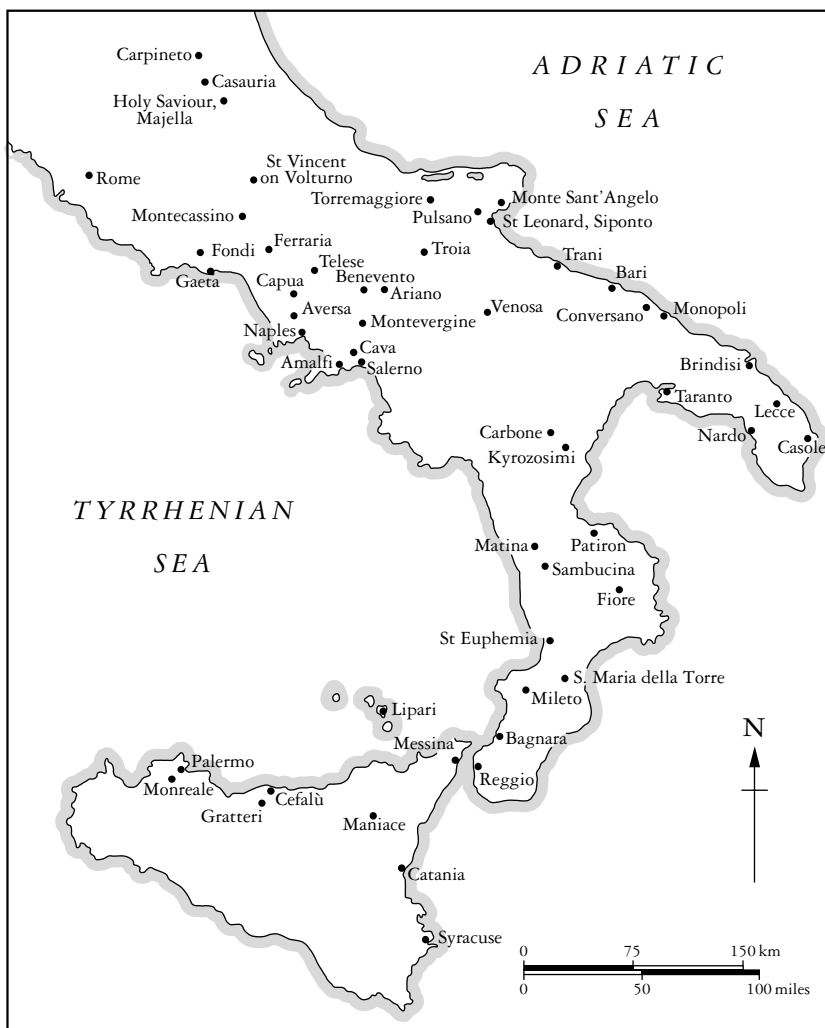 Carpineto
ADRIATIC
SEA
Casauria
Holy Saviour,
Majella
Rome
St Vincent
on Volturno
Torremaggiore
Monte Sant'Angelo
Pulsano
St Leonard, Siponto
Montecassino
Fondi
Ferraria
Troia
Trani
Gaeta
Telese
Benevento
Capua
Ariano
Bari
Aversa
Venosa
Conversano
Monopoli
Naples
Montevergine
Cava
Amalfi
Salerno
Brindisi
Taranto
Lecce
Nardo
Casole
Carbone
Kyrozosimi
TYRRHENIAN
SEA
Patiron
Matina
Sambucina
Fiore
St Euphemia
S. Maria della Torre
Mileto
Lipari
Bagnara
N
Messina
Palermo
Reggio
Monreale
Cefalù
Gratteri
Maniace
Catania
Syracuse
0 75 150 km
0 50 100 miles